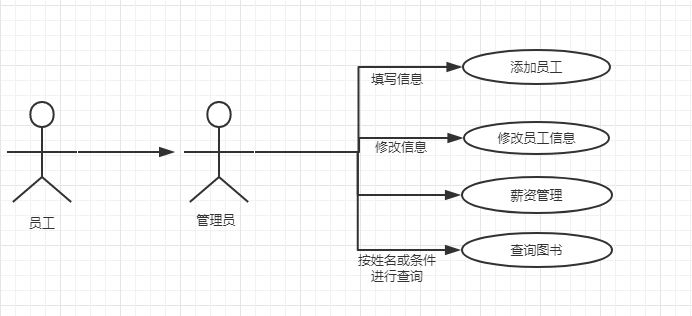 添加员工
填写信息
修改员工信息
修改信息
薪资管理
员工
管理员
查询图书
按姓名或条件
进行查询